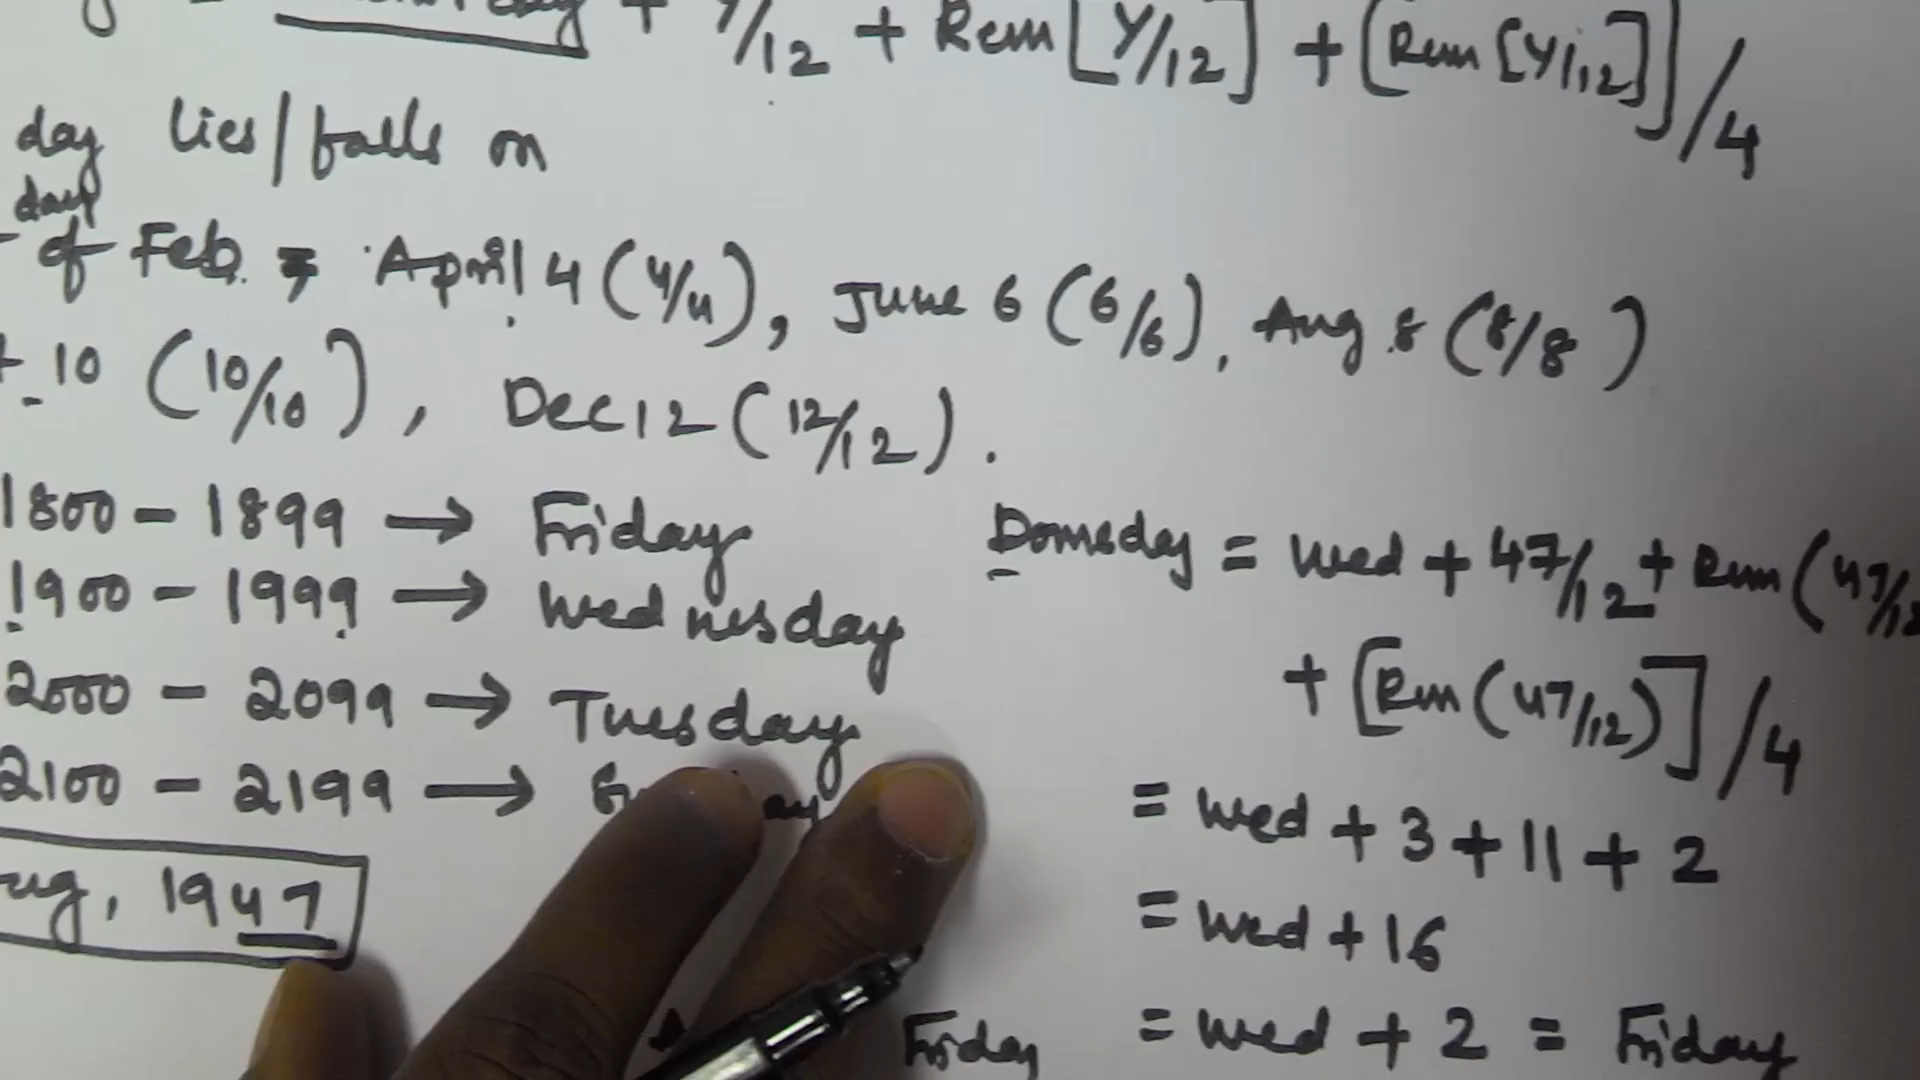 + Y/12 + Rem [Y/12] + [Rem [Y/12]]/4
day lies/falls on
day
of Feb = April 4 (4/4), June 6 (6/6), Aug 8 (8/8)
10 (10/10), Dec 12 (12/12).
1800 - 1899 → Friday
1900 - 1999 → Wednesday
2000 - 2099 → Tuesday
2100 - 2199 →
ug, 1947
Domsday = Wed + 47/12 + Rem (47/12
+ [Rem (47/12)]/4
= Wed + 3 + 11 + 2
= Wed + 16
Friday = Wed + 2 = Friday